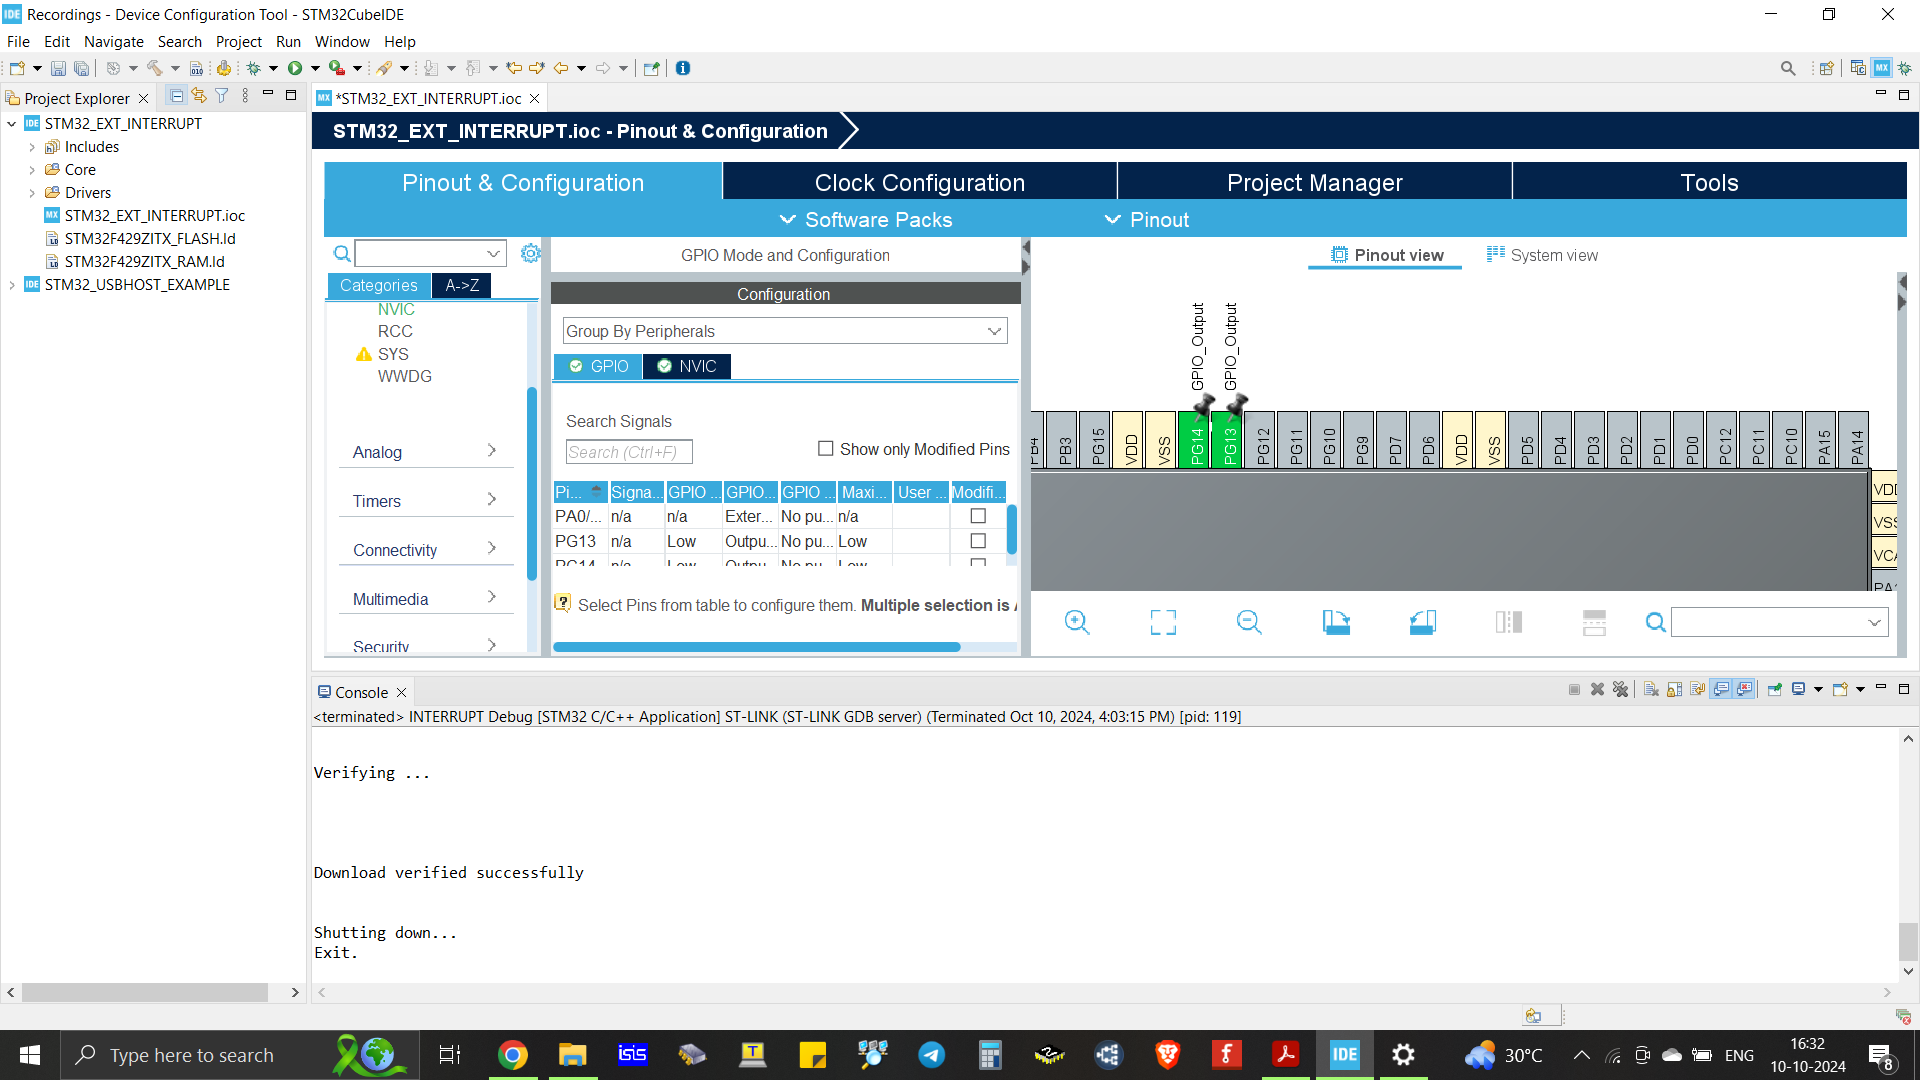 Recordings - Device Configuration Tool - STM32CubeIDE
File Edit Navigate Search Project Run Window Help
Project Explorer
*STM32_EXT_INTERRUPT.ioc
STM32_EXT_INTERRUPT
Includes
Core
Drivers
STM32_EXT_INTERRUPT.ioc
STM32F429ZITX_FLASH.ld
STM32F429ZITX_RAM.ld
STM32_USBHOST_EXAMPLE
STM32_EXT_INTERRUPT.ioc - Pinout & Configuration
Pinout & Configuration
Clock Configuration
Project Manager
Tools
Software Packs
Pinout
Categories
A->Z
NVIC
RCC
SYS
WWDG
Analog
Timers
Connectivity
Multimedia
Security
GPIO Mode and Configuration
Configuration
Group By Peripherals
GPIO
NVIC
Search Signals
Search (Ctrl+F)
Show only Modified Pins
Pi... Signa... GPIO ... GPIO... GPIO ... Maxi... User ... Modifi...
PA0/... n/a n/a Exter... No pu... n/a
PG13 n/a Low Outpu... No pu... Low
PG14 n/a Low Outpu... No pu... Low
Select Pins from table to configure them. Multiple selection is
Pinout view
System view
GPIO_Output
GPIO_Output
PB4 PB3 PG15 VDD VSS PG14 PG13 PG12 PG11 PG10 PG9 PD7 PD6 VDD VSS PD5 PD4 PD3 PD2 PD1 PD0 PC12 PC11 PC10 PA15 PA14
VDD
VSS
VCA
PA1
Console
<terminated> INTERRUPT Debug [STM32 C/C++ Application] ST-LINK (ST-LINK GDB server) (Terminated Oct 10, 2024, 4:03:15 PM) [pid: 119]
Verifying ...
Download verified successfully
Shutting down...
Exit.
Type here to search
isis
IDE
30°C
ENG
16:32
10-10-2024
8